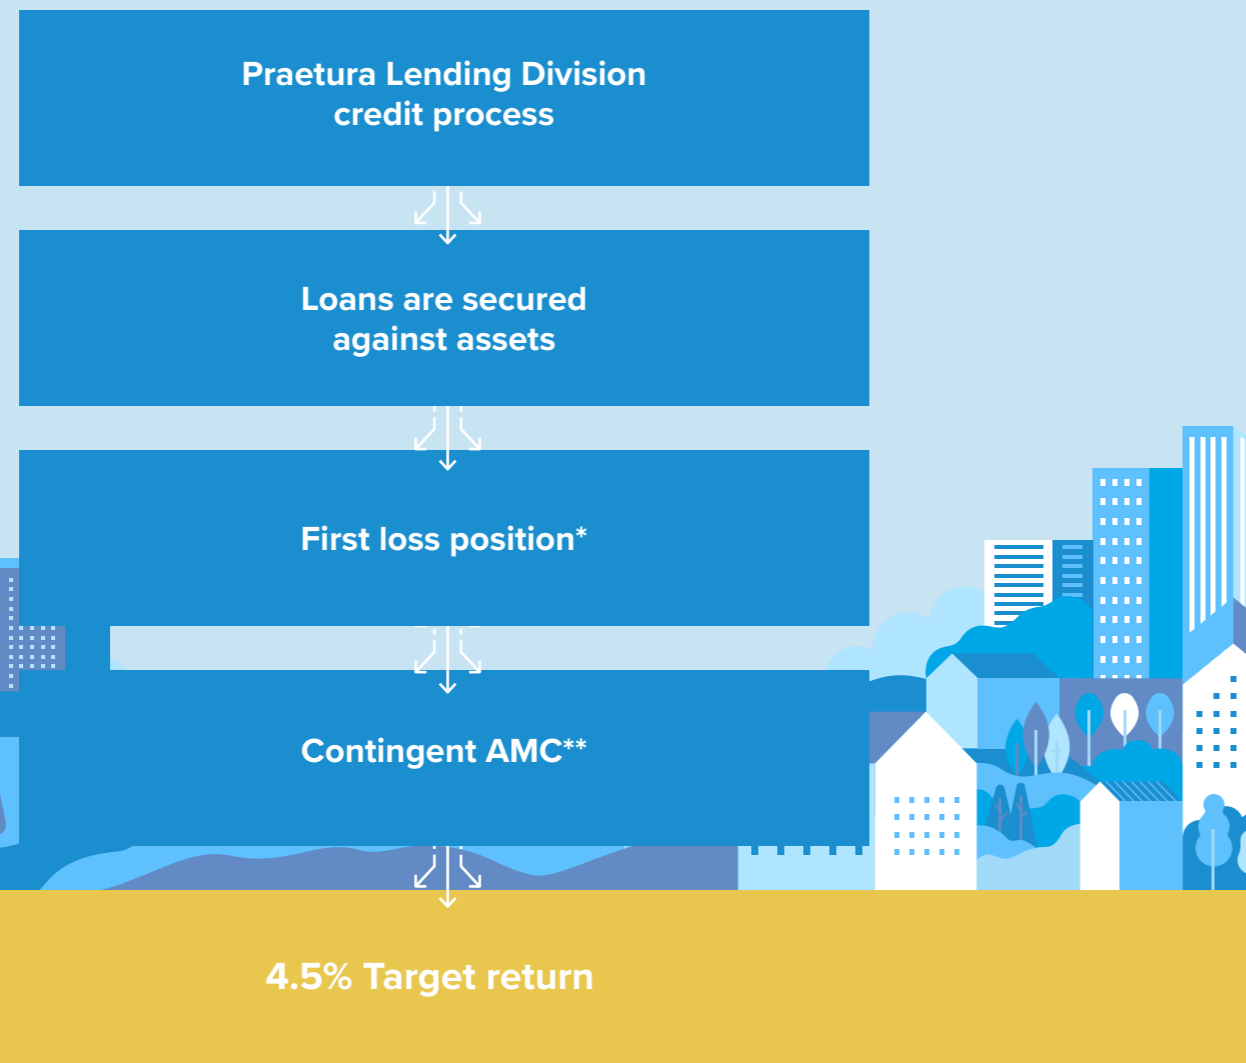 Praetura Lending Division
credit process
Loans are secured
against assets
First loss position*
Contingent AMC**
4.5% Target return